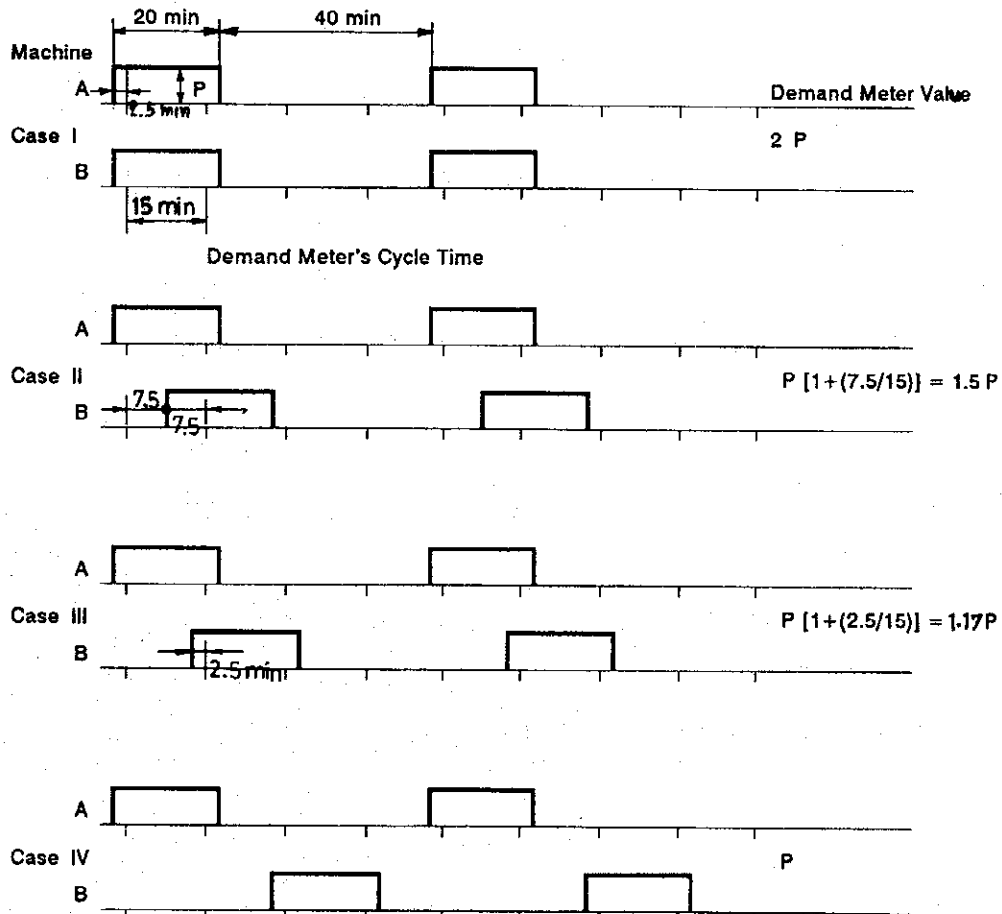 20 min 40 min
Machine
A P
2.5 min
Demand Meter Value
Case I
2 P
B
15 min
Demand Meter's Cycle Time
A
Case II
P [1+(7.5/15)] = 1.5 P
7.5
B
7.5
A
Case III
P [1+(2.5/15)] = 1.17P
B
2.5 min
A
Case IV
P
B